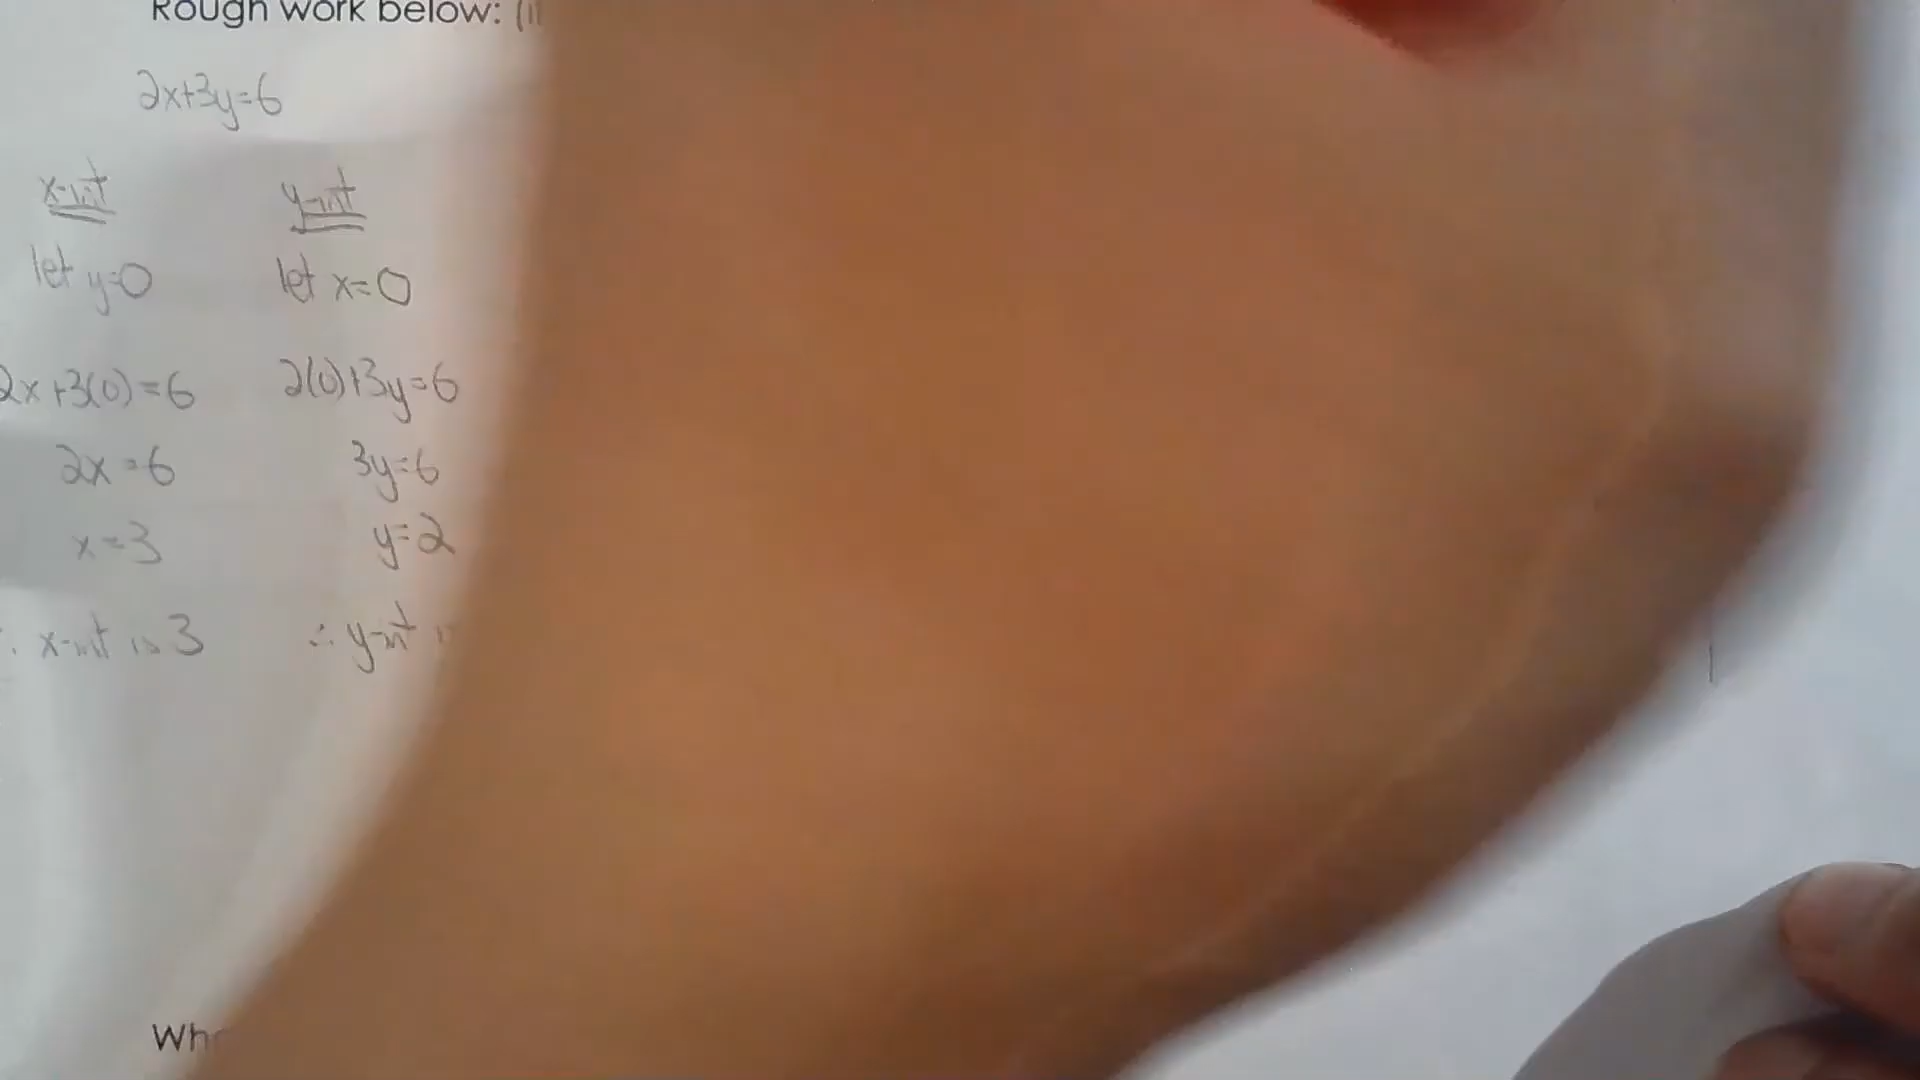 Rough work below: (i
2x+3y=6
x-int
let y=0
2x+3(0)=6
2x=6
x=3
∴ x-int is 3
y-int
let x=0
2(0)+3y=6
3y=6
y=2
∴ y-int